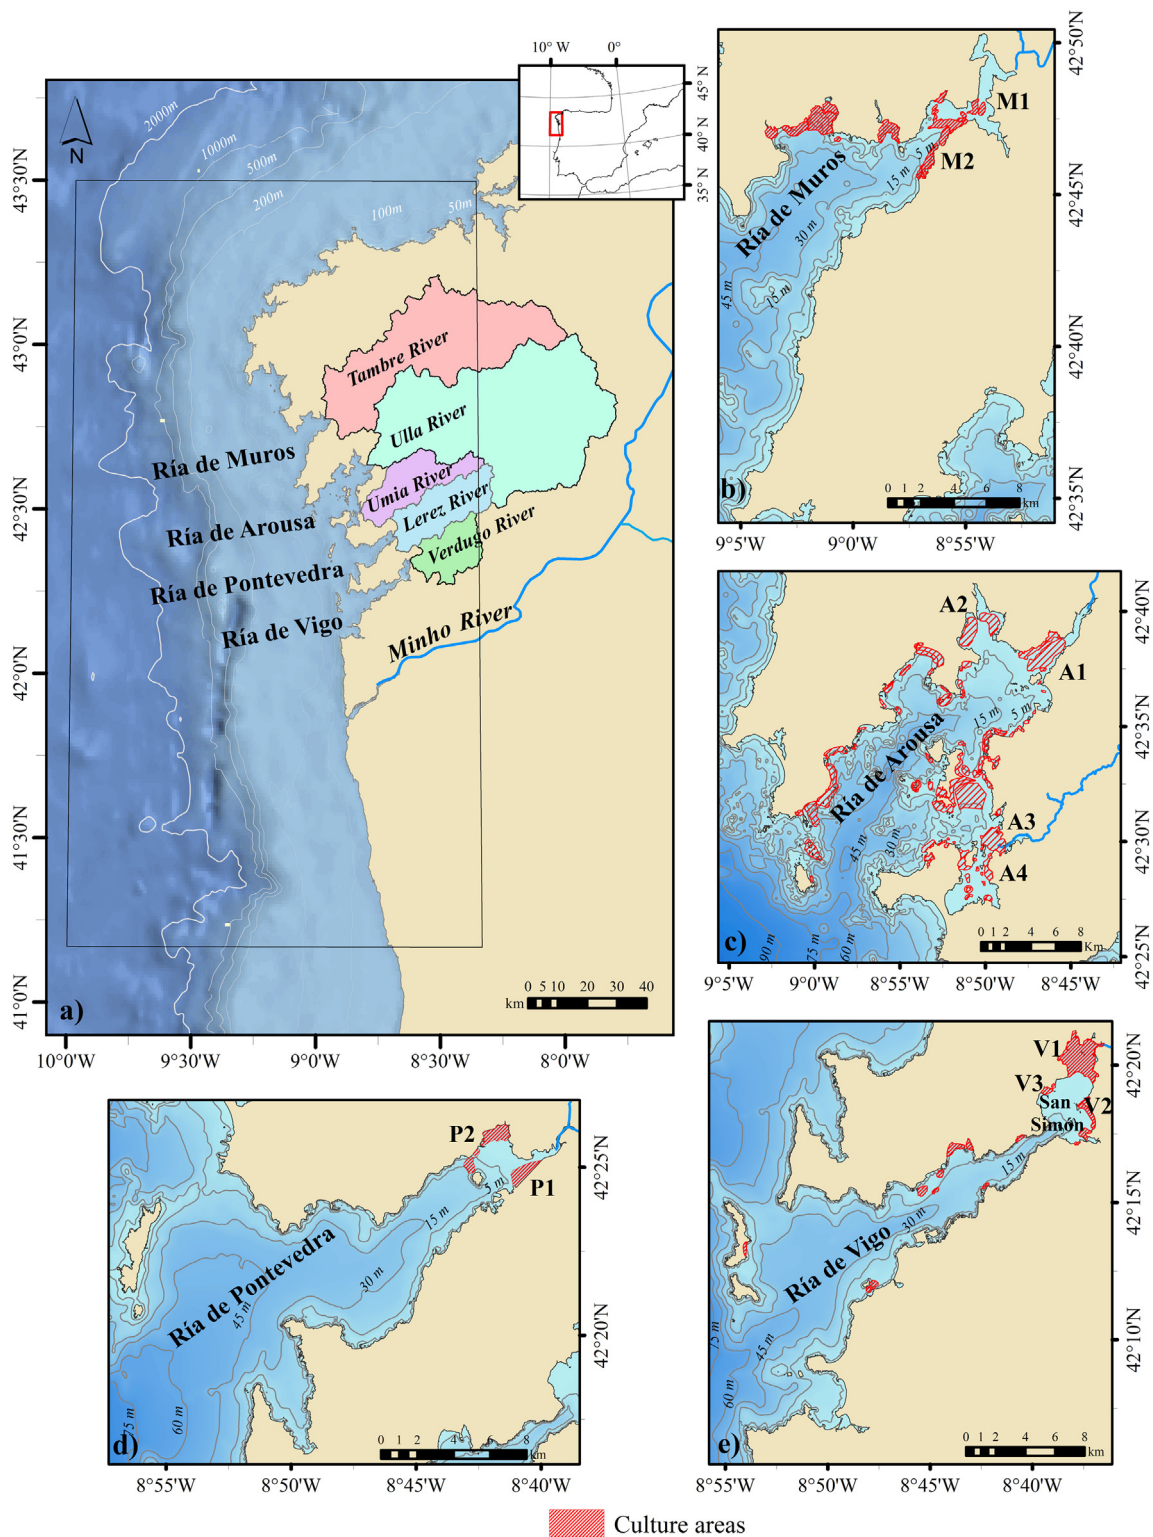 10° W
0°
45° N
40° N
35° N
N
2000m
1000m
500m
200m
100m
50m
43°30'N
43°0'N
42°30'N
42°0'N
41°30'N
41°0'N
Tambre River
Ulla River
Umia River
Lerez River
Verdugo River
Minho River
Ría de Muros
Ría de Arousa
Ría de Pontevedra
Ría de Vigo
a)
0 5 10 20 30 40
km
10°0'W
9°30'W
9°0'W
8°30'W
8°0'W
M1
M2
5 m
15 m
Ría de Muros
30 m
45 m
15 m
b)
0 1 2 4 6 8
km
42°50'N
42°45'N
42°40'N
42°35'N
9°5'W
9°0'W
8°55'W
A2
A1
15 m
5 m
Ría de Arousa
A3
A4
45 m
30 m
90 m
75 m
60 m
c)
0 1 2 4 6 8
Km
42°40'N
42°35'N
42°30'N
42°25'N
9°5'W
9°0'W
8°55'W
8°50'W
8°45'W
P2
P1
5 m
15 m
30 m
Ría de Pontevedra
45 m
60 m
75 m
d)
0 1 2 4 6 8
km
42°25'N
42°20'N
8°55'W
8°50'W
8°45'W
8°40'W
V1
V3
V2
San
Simón
15 m
30 m
Ría de Vigo
45 m
75 m
60 m
e)
0 1 2 4 6 8
km
42°20'N
42°15'N
42°10'N
8°55'W
8°50'W
8°45'W
8°40'W
Culture areas